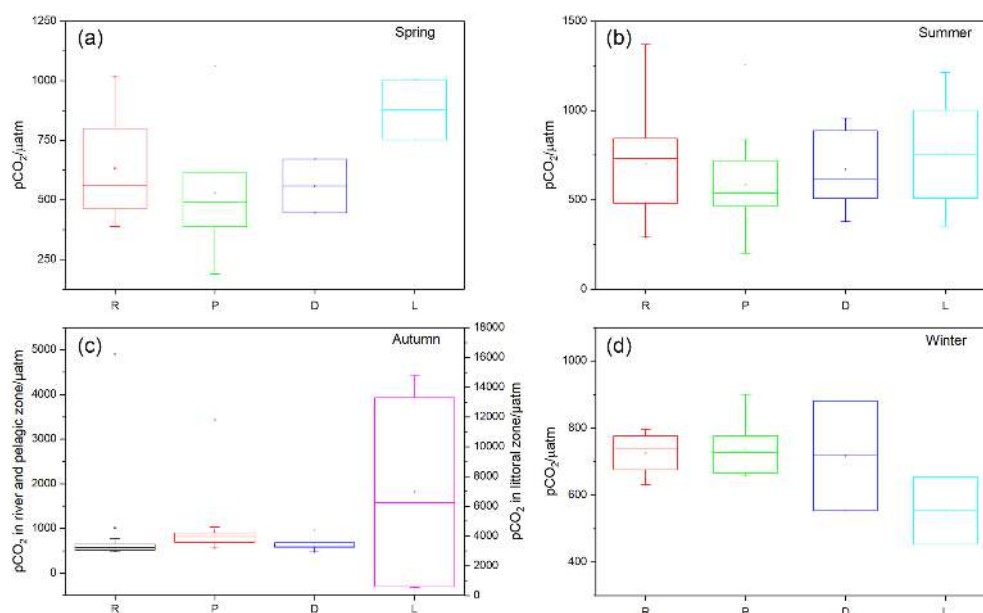 (a)
Spring
pCO₂/μatm
1250
1000
750
500
250
R P D L
(b)
Summer
pCO₂/μatm
1500
1000
500
0
R P D L
(c)
Autumn
pCO₂ in river and pelagic zone/μatm
5000
4000
3000
2000
1000
0
pCO₂ in littoral zone/μatm
18000
16000
14000
12000
10000
8000
6000
4000
2000
0
R P D L
(d)
Winter
pCO₂/μatm
1000
800
600
400
R P D L